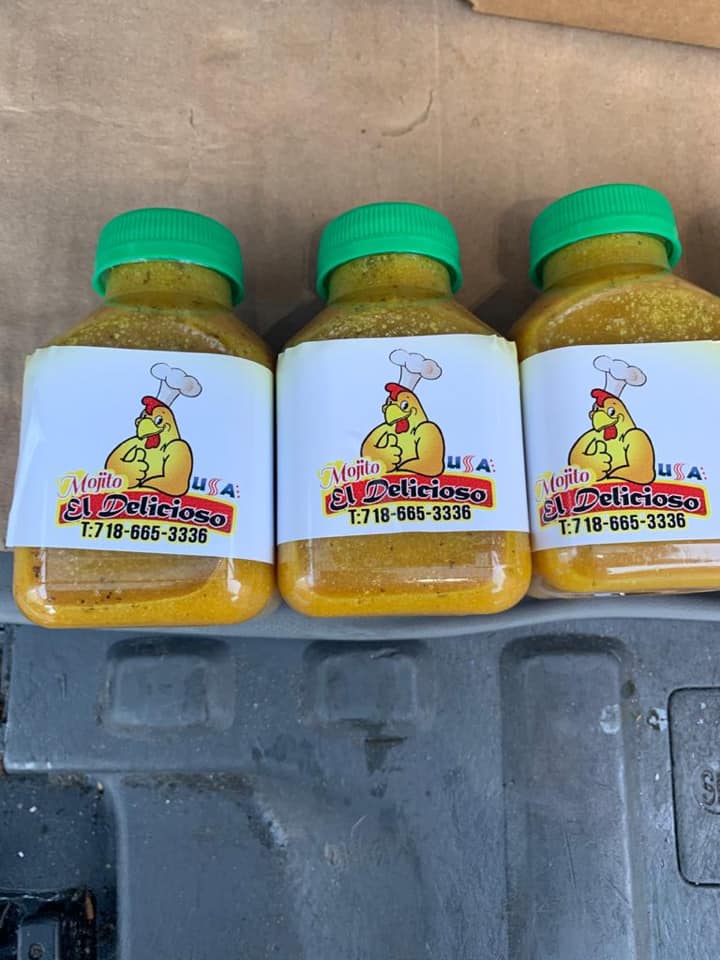 Mojito
USA
El Delicioso
T:718-665-3336
Mojito
USA
El Delicioso
T:718-665-3336
Mojito
USA
El Delicioso
T:718-665-3336